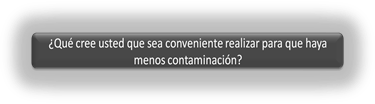 ¿Qué cree usted que sea conveniente realizar para que haya
menos contaminación?